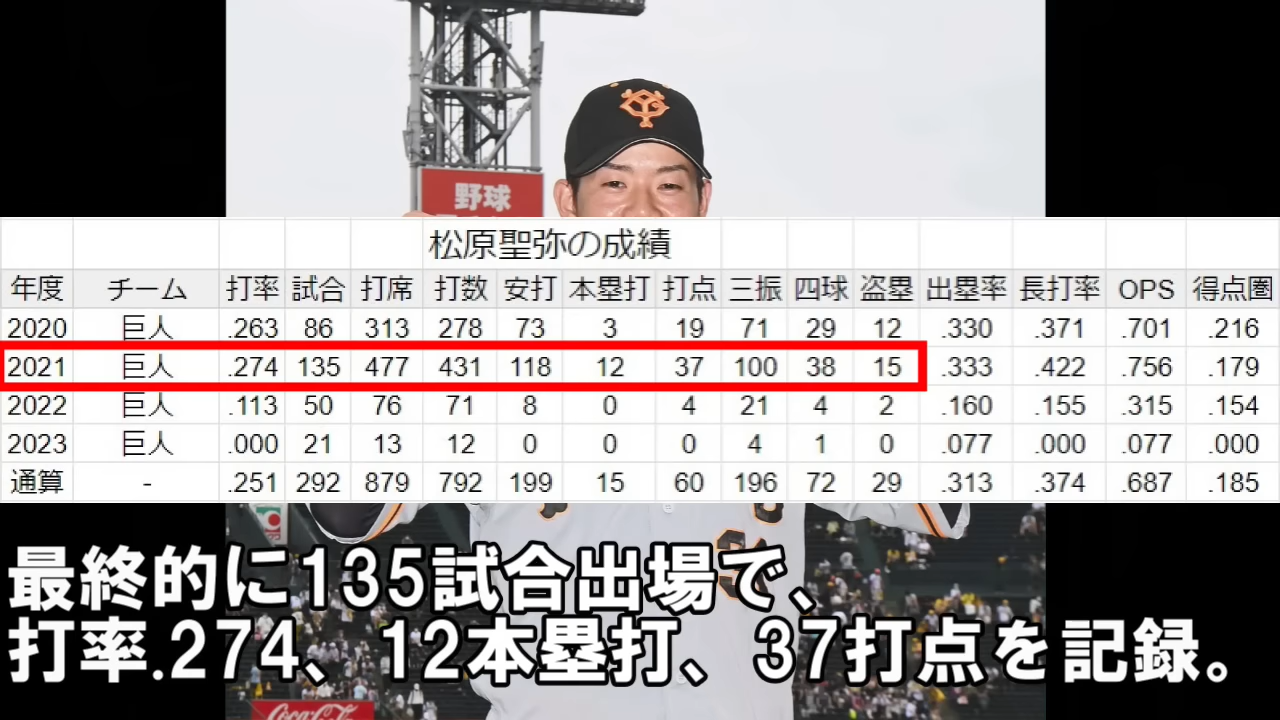 野球
松原聖弥の成績
年度 チーム 打率 試合 打席 打数 安打 本塁打 打点 三振 四球 盗塁 出塁率 長打率 OPS 得点圏
2020 巨人 .263 86 313 278 73 3 19 71 29 12 .330 .371 .701 .216
2021 巨人 .274 135 477 431 118 12 37 100 38 15 .333 .422 .756 .179
2022 巨人 .113 50 76 71 8 0 4 21 4 2 .160 .155 .315 .154
2023 巨人 .000 21 13 12 0 0 0 4 1 0 .077 .000 .077 .000
通算 - .251 292 879 792 199 15 60 196 72 29 .313 .374 .687 .185
最終的に135試合出場で、
打率.274、12本塁打、37打点を記録。
Coca-Cola